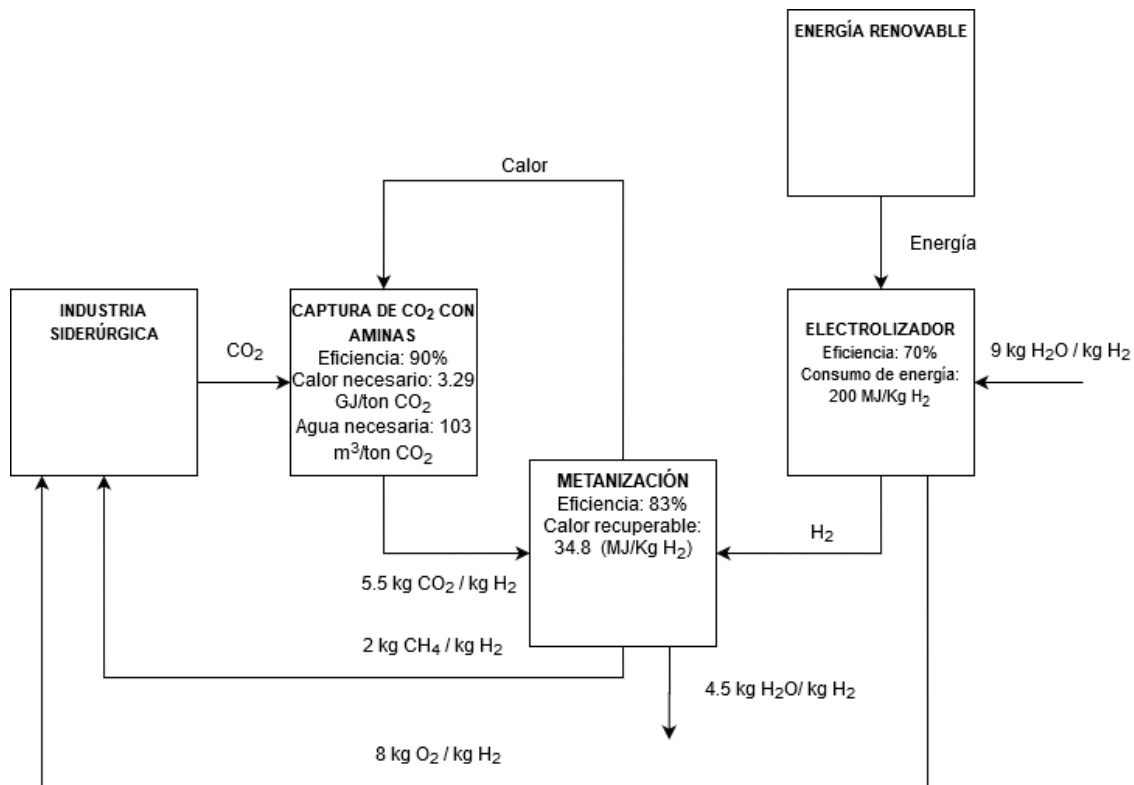 ENERGÍA RENOVABLE
Calor
Energía
INDUSTRIA
SIDERÚRGICA
CO₂
CAPTURA DE CO₂ CON
AMINAS
Eficiencia: 90%
Calor necesario: 3.29
GJ/ton CO₂
Agua necesaria: 103
m³/ton CO₂
ELECTROLIZADOR
Eficiencia: 70%
Consumo de energía:
200 MJ/Kg H₂
9 kg H₂O / kg H₂
METANIZACIÓN
Eficiencia: 83%
Calor recuperable:
34.8 (MJ/Kg H₂)
H₂
5.5 kg CO₂ / kg H₂
2 kg CH₄ / kg H₂
4.5 kg H₂O/ kg H₂
8 kg O₂ / kg H₂